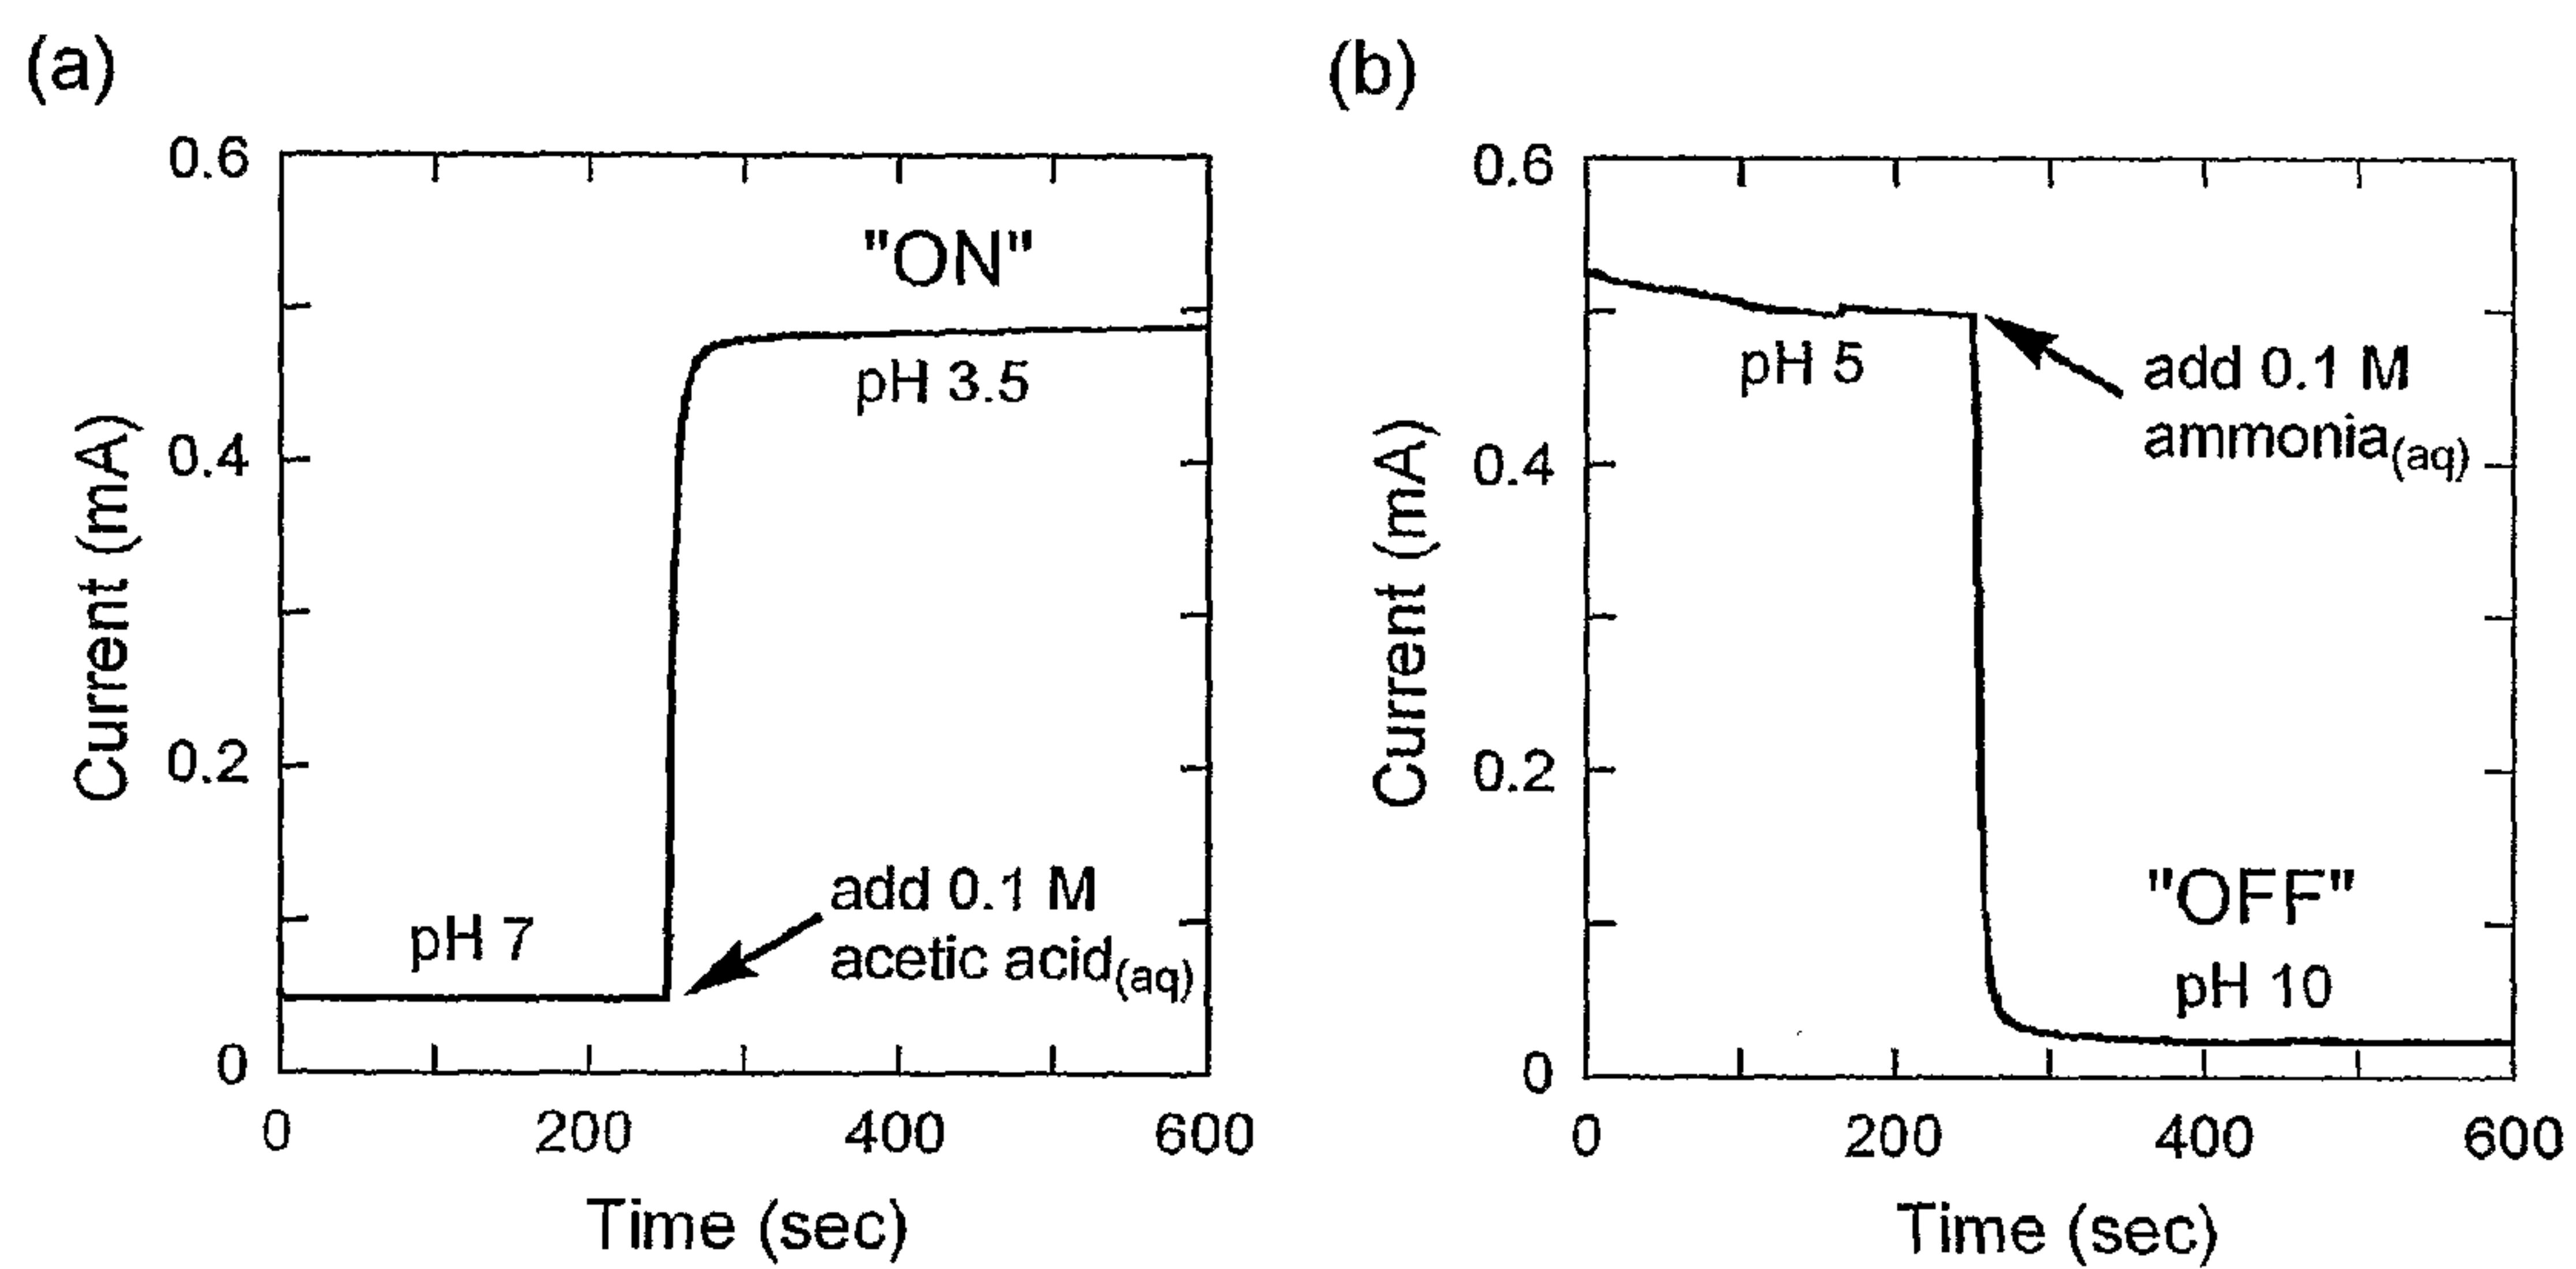 (a)
0.6
0.4
0.2
0
Current (mA)
"ON"
pH 3.5
pH 7
add 0.1 M
acetic acid(aq)
0 200 400 600
Time (sec)
(b)
0.6
0.4
0.2
0
Current (mA)
pH 5
add 0.1 M
ammonia(aq)
"OFF"
pH 10
0 200 400 600
Time (sec)